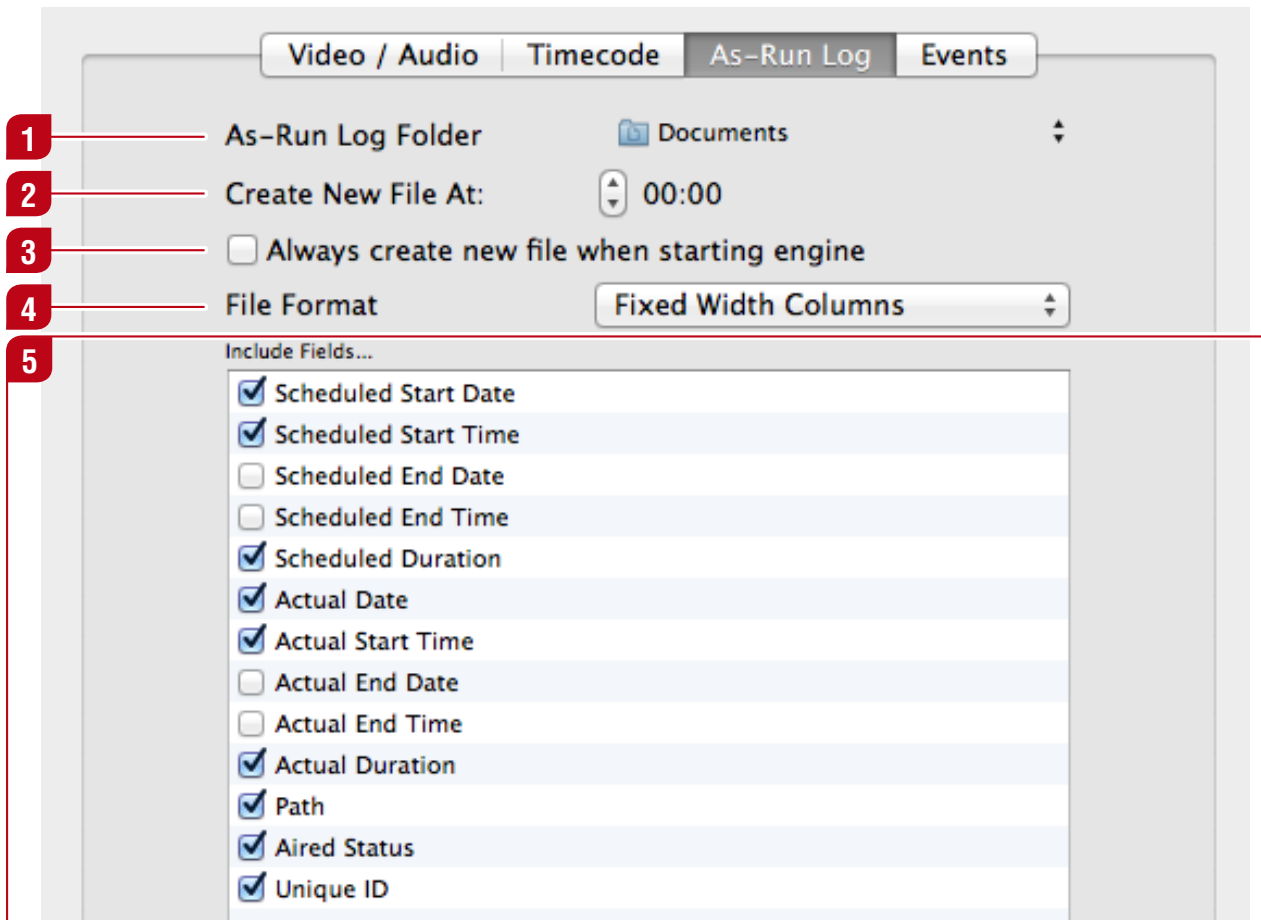 Video / Audio Timecode As-Run Log Events
1 As-Run Log Folder Documents
2 Create New File At: 00:00
3 Always create new file when starting engine
4 File Format Fixed Width Columns
5 Include Fields...
Scheduled Start Date
Scheduled Start Time
Scheduled End Date
Scheduled End Time
Scheduled Duration
Actual Date
Actual Start Time
Actual End Date
Actual End Time
Actual Duration
Path
Aired Status
Unique ID